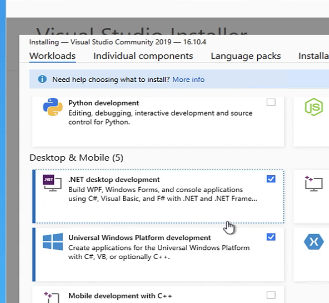 Visual Studio Installer
Installing — Visual Studio Community 2019 — 16.10.4
Workloads Individual components Language packs Installa
Need help choosing what to install? More info
Python development
Editing, debugging, interactive development and source
control for Python.
Desktop & Mobile (5)
.NET desktop development
Build WPF, Windows Forms, and console applications
using C#, Visual Basic, and F# with .NET and .NET Frame...
Universal Windows Platform development
Create applications for the Universal Windows Platform
with C#, VB, or optionally C++.
Mobile development with C++